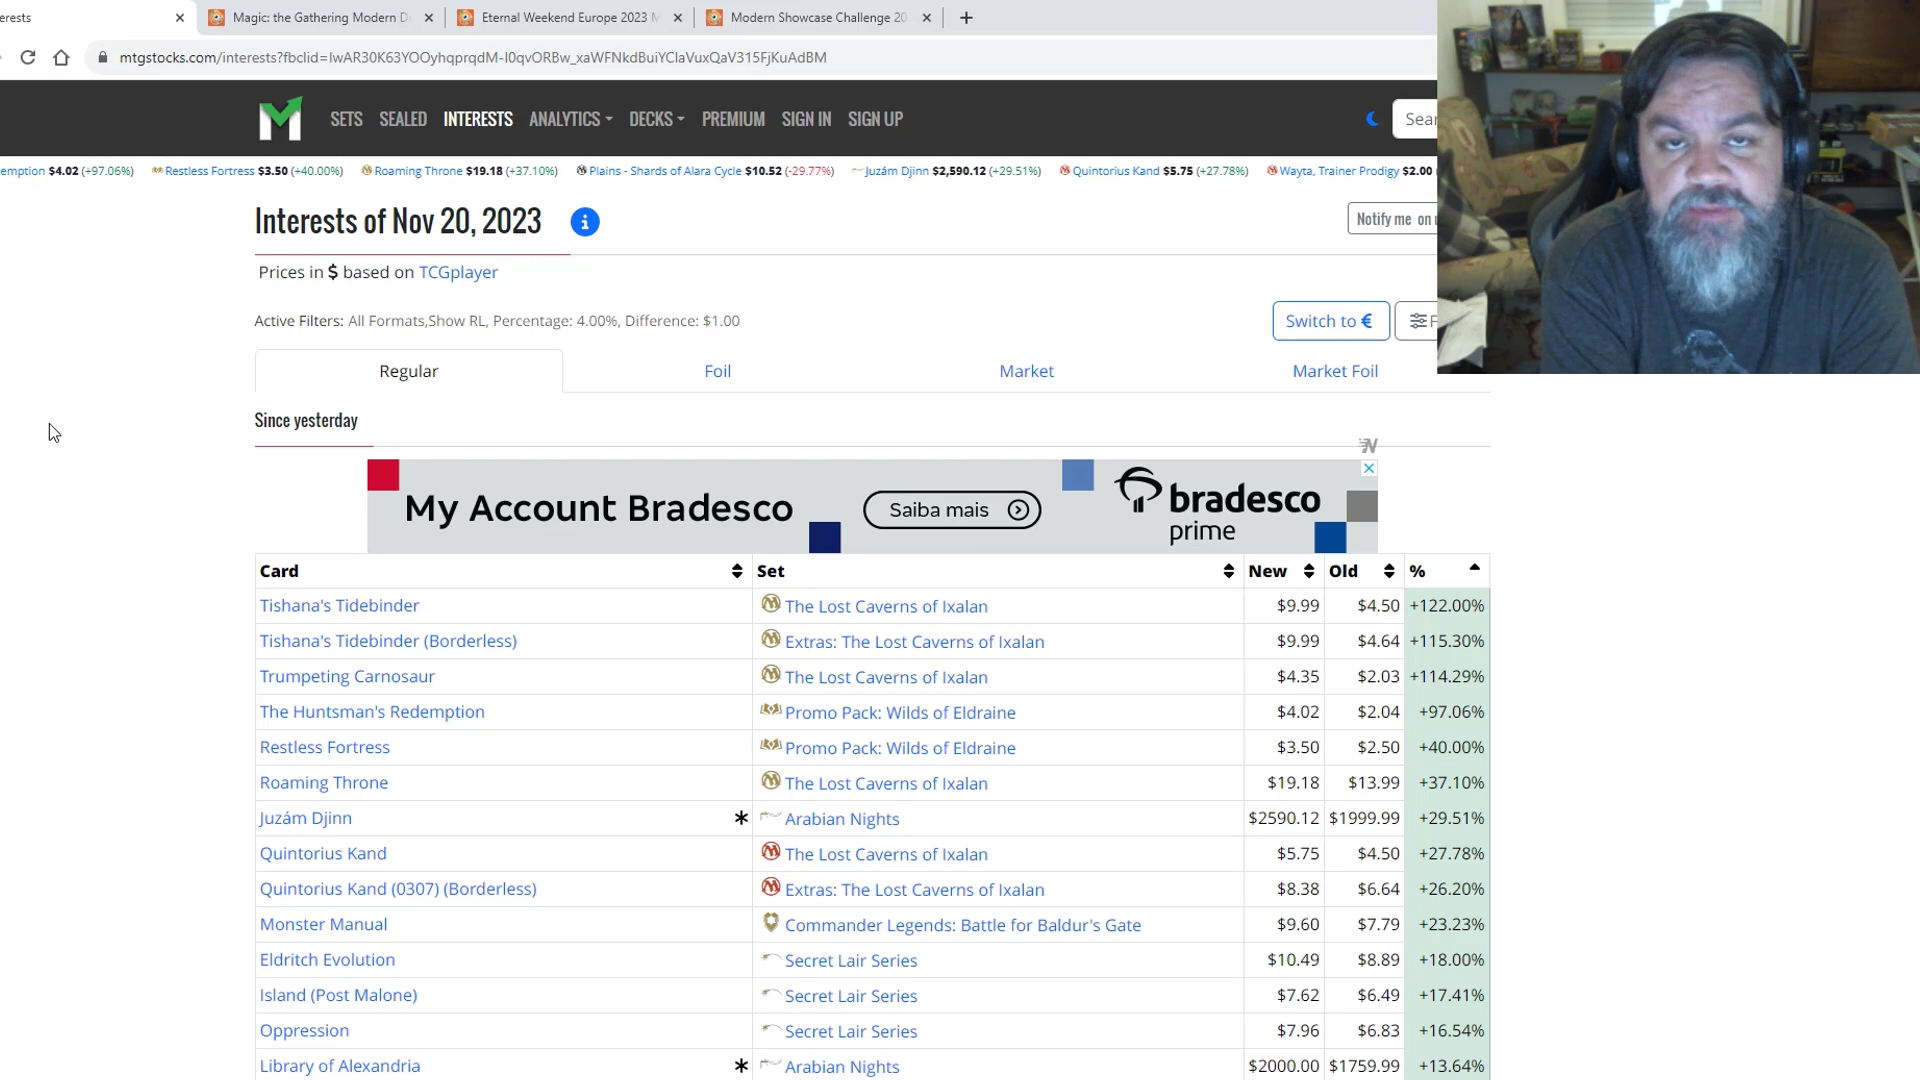 erests
Magic: the Gathering Modern D
Eternal Weekend Europe 2023 M
Modern Showcase Challenge 20
mtgstocks.com/interests?fbclid=IwAR30K63YOOyhqprqdM-I0qvORBw_xaWFNkdBuiYClaVuxQaV315FjKuAdBM
SETS SEALED INTERESTS ANALYTICS DECKS PREMIUM SIGN IN SIGN UP Sear
emption $4.02 (+97.06%) Restless Fortress $3.50 (+40.00%) Roaming Throne $19.18 (+37.10%) Plains - Shards of Alara Cycle $10.52 (-29.77%) Juzám Djinn $2,590.12 (+29.51%) Quintorius Kand $5.75 (+27.78%) Wayta, Trainer Prodigy $2.00
Interests of Nov 20, 2023
Notify me on u
Prices in $ based on TCGplayer
Active Filters: All Formats,Show RL, Percentage: 4.00%, Difference: $1.00
Switch to € F
Regular Foil Market Market Foil
Since yesterday
My Account Bradesco Saiba mais bradesco
prime
Card Set New Old %
Tishana's Tidebinder The Lost Caverns of Ixalan $9.99 $4.50 +122.00%
Tishana's Tidebinder (Borderless) Extras: The Lost Caverns of Ixalan $9.99 $4.64 +115.30%
Trumpeting Carnosaur The Lost Caverns of Ixalan $4.35 $2.03 +114.29%
The Huntsman's Redemption Promo Pack: Wilds of Eldraine $4.02 $2.04 +97.06%
Restless Fortress Promo Pack: Wilds of Eldraine $3.50 $2.50 +40.00%
Roaming Throne The Lost Caverns of Ixalan $19.18 $13.99 +37.10%
Juzám Djinn * Arabian Nights $2590.12 $1999.99 +29.51%
Quintorius Kand The Lost Caverns of Ixalan $5.75 $4.50 +27.78%
Quintorius Kand (0307) (Borderless) Extras: The Lost Caverns of Ixalan $8.38 $6.64 +26.20%
Monster Manual Commander Legends: Battle for Baldur's Gate $9.60 $7.79 +23.23%
Eldritch Evolution Secret Lair Series $10.49 $8.89 +18.00%
Island (Post Malone) Secret Lair Series $7.62 $6.49 +17.41%
Oppression Secret Lair Series $7.96 $6.83 +16.54%
Library of Alexandria * Arabian Nights $2000.00 $1759.99 +13.64%